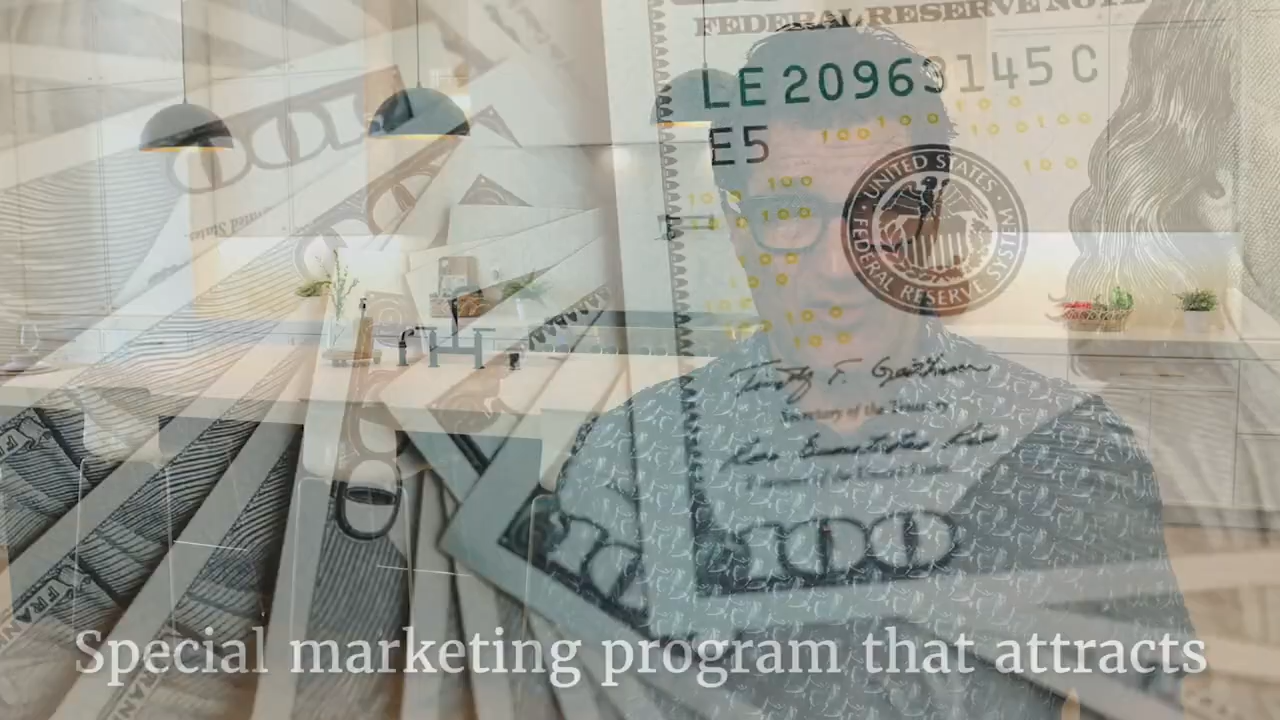 FEDERAL RESERVE NOTE
LE 20969145 C
E5
UNITED STATES
FEDERAL RESERVE SYSTEM
Secretary of the Treasury
100
Special marketing program that attracts